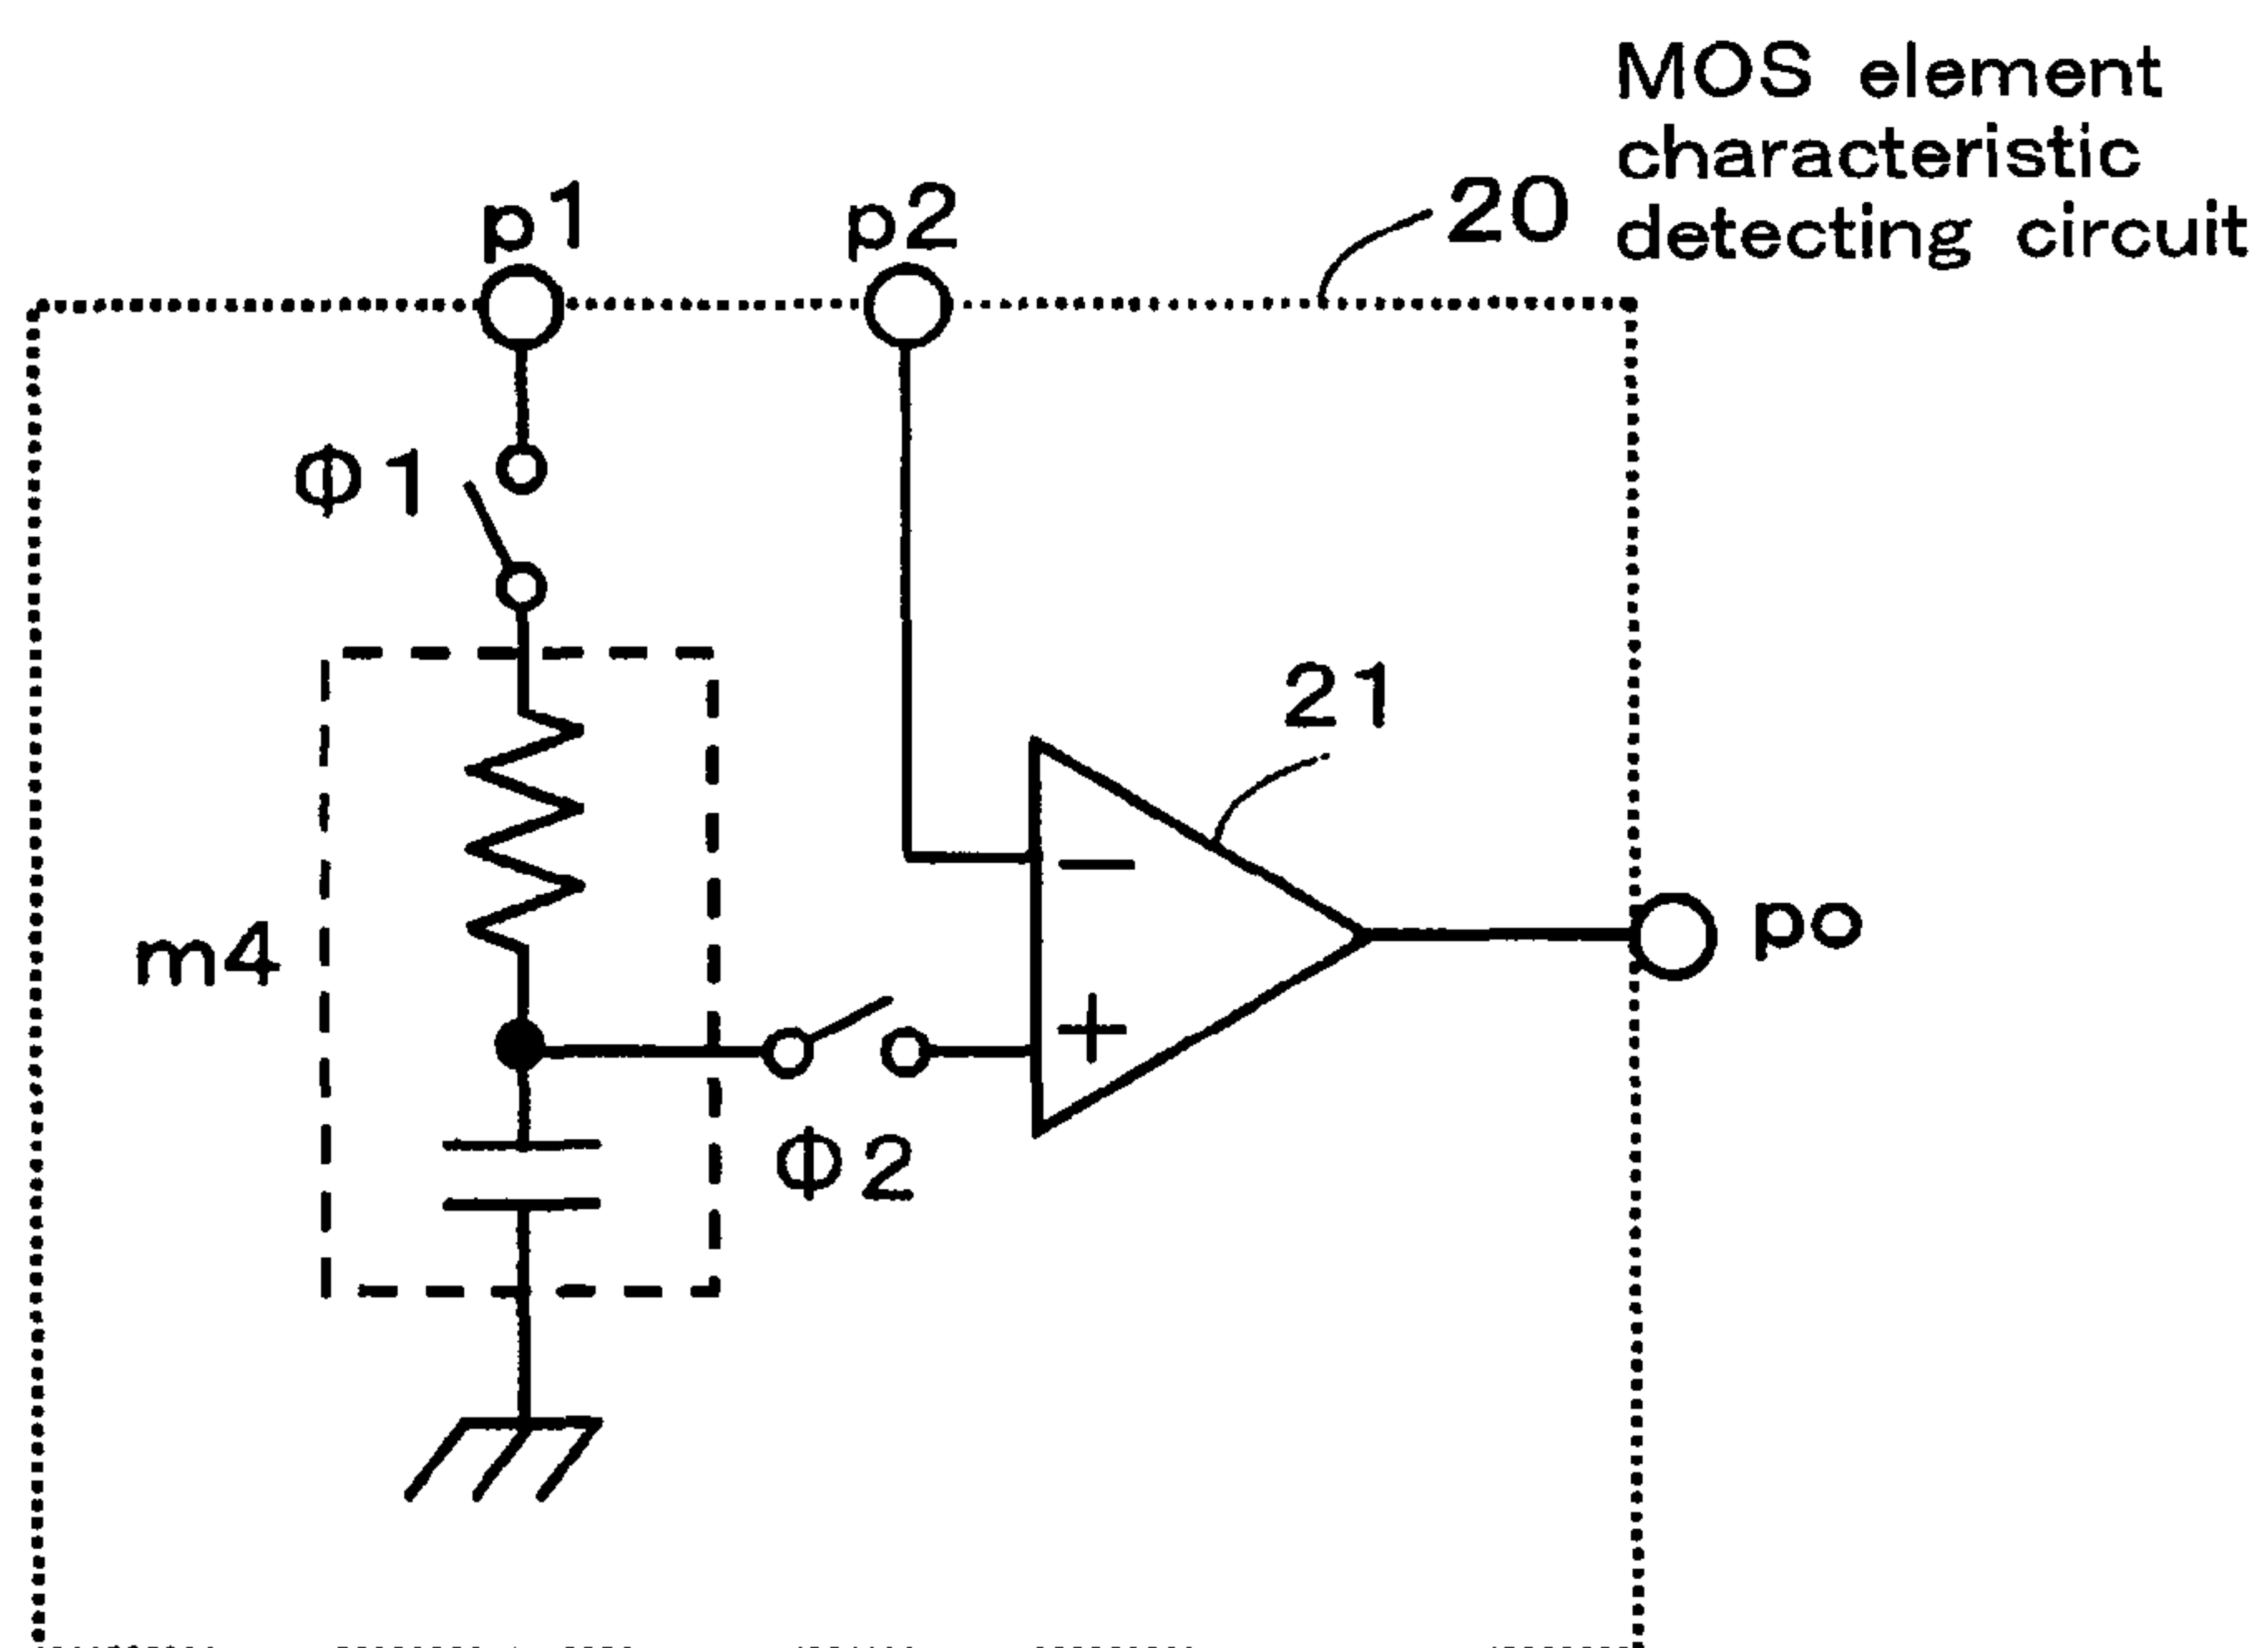 MOS element
characteristic
detecting circuit
20
p1
p2
Φ1
21
m4
−
+
po
Φ2